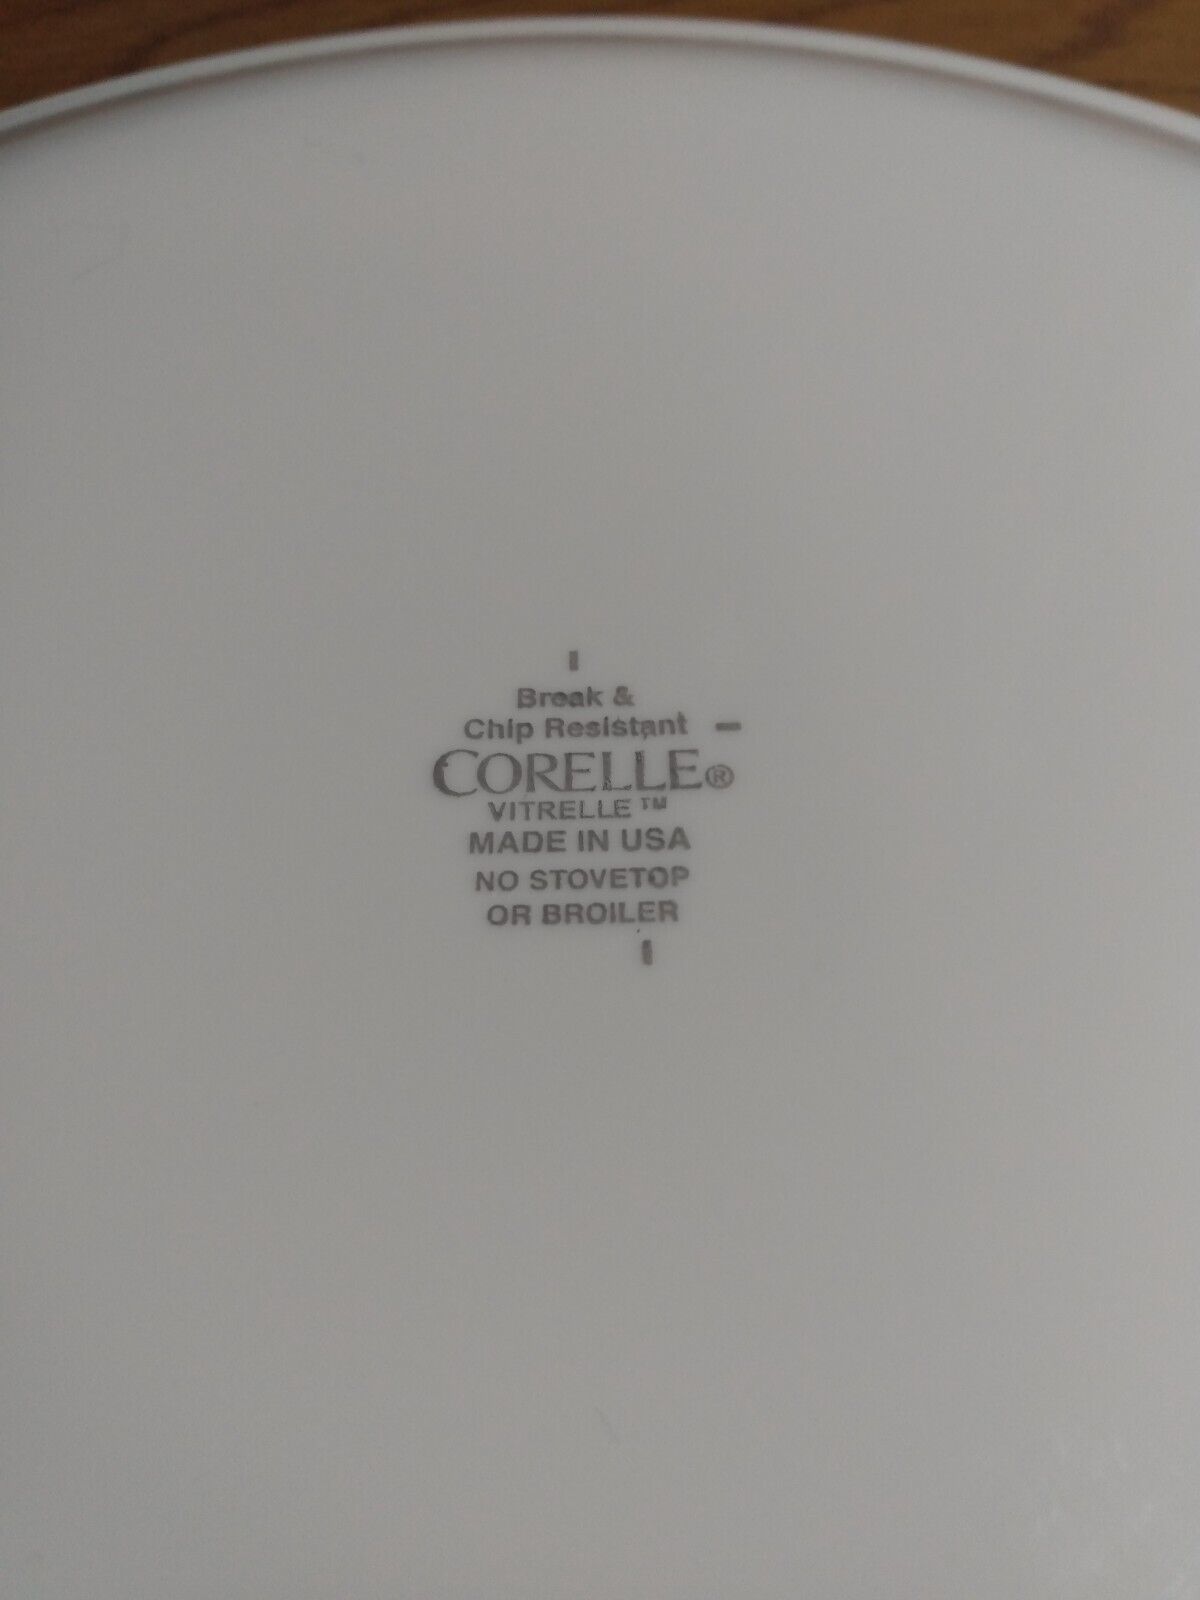 Break &
Chip Resistant
CORELLE®
VITRELLE™
MADE IN USA
NO STOVETOP
OR BROILER